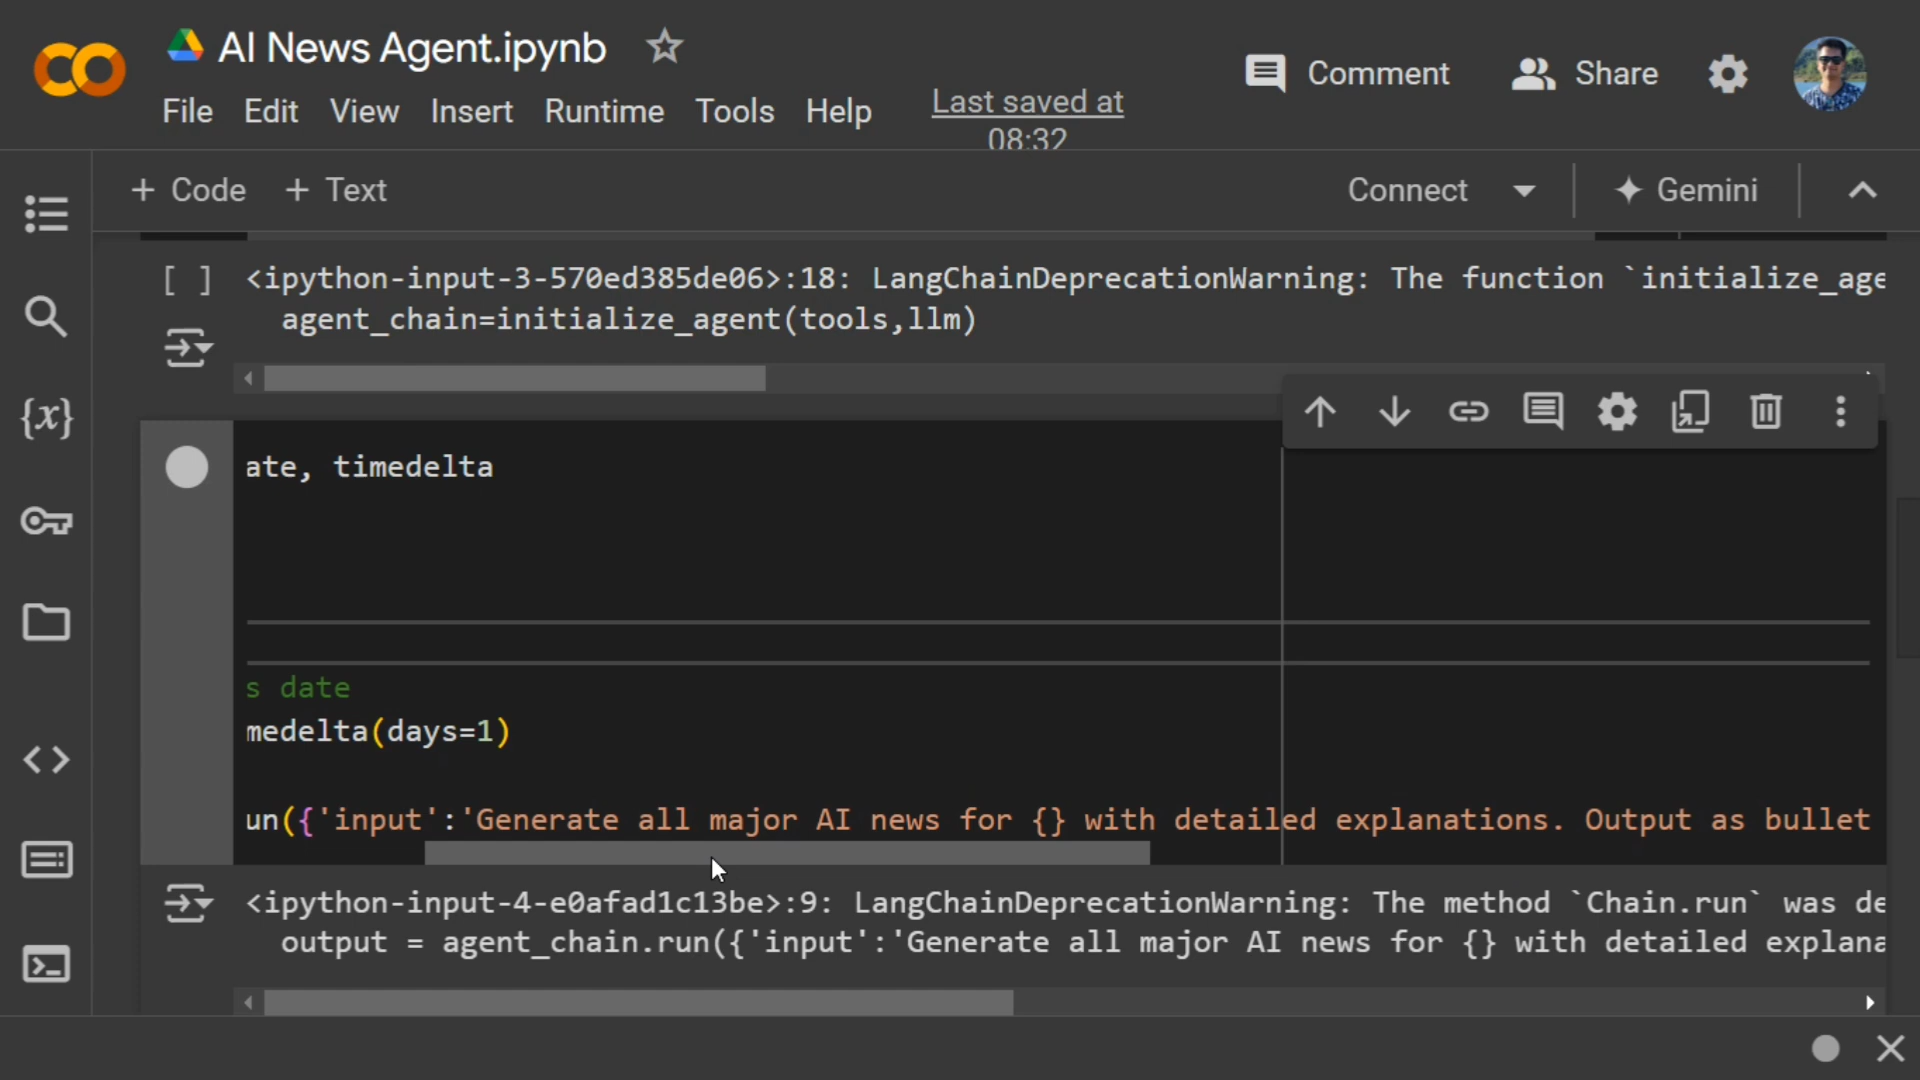 AI News Agent.ipynb
Comment
Share
File Edit View Insert Runtime Tools Help
Last saved at
08:32
+ Code + Text
Connect
Gemini
[ ] <ipython-input-3-570ed385de06>:18: LangChainDeprecationWarning: The function `initialize_age
agent_chain=initialize_agent(tools,llm)
{x}
ate, timedelta
s date
medelta(days=1)
un({'input':'Generate all major AI news for {} with detailed explanations. Output as bullet
<ipython-input-4-e0afad1c13be>:9: LangChainDeprecationWarning: The method `Chain.run` was de
output = agent_chain.run({'input':'Generate all major AI news for {} with detailed explana